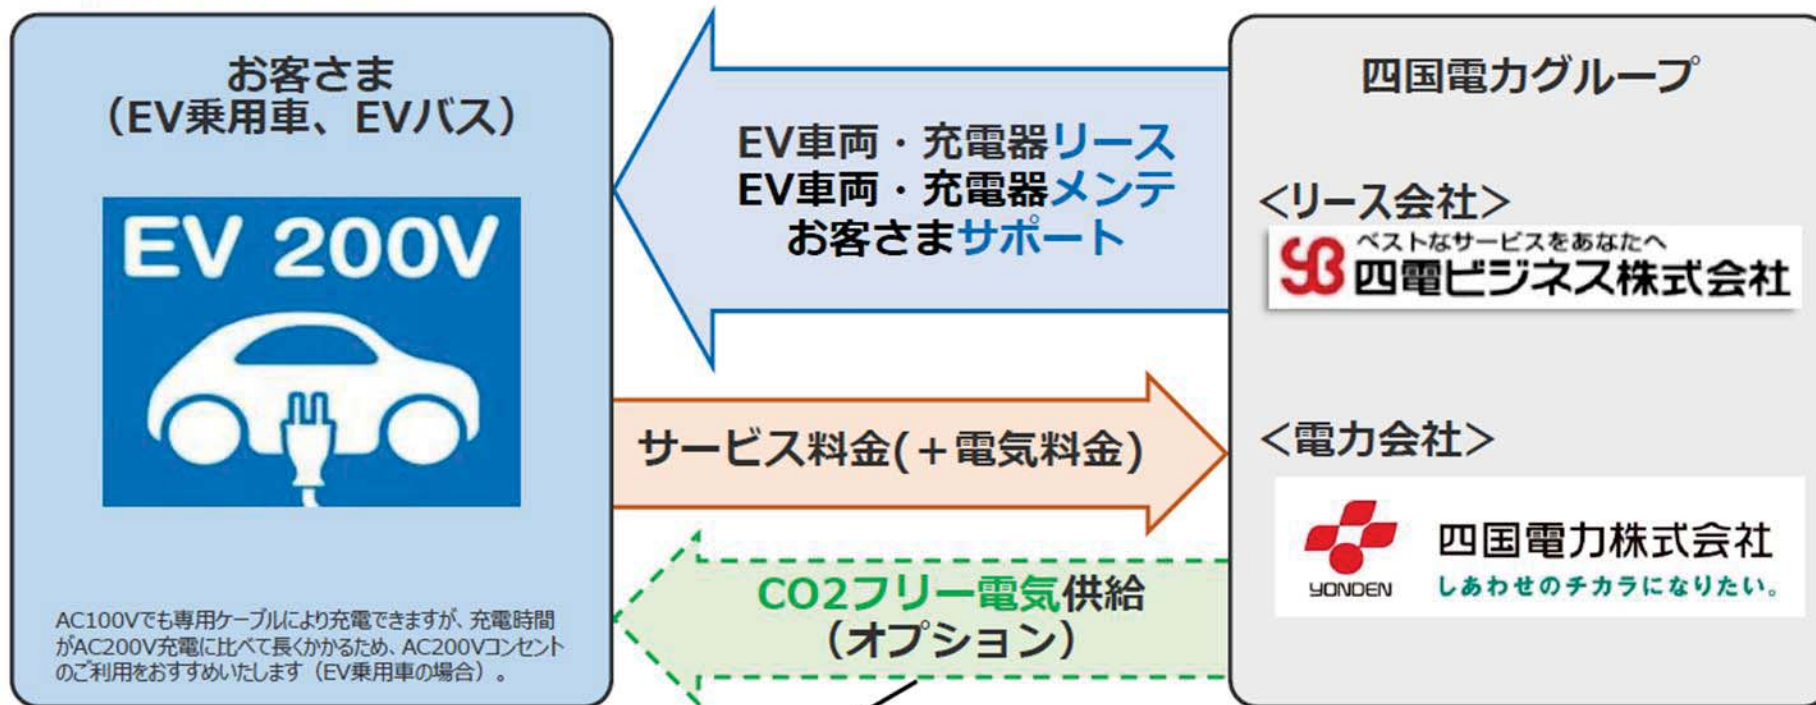 お客さま
（EV乗用車、EVバス）
EV 200V
AC100Vでも専用ケーブルにより充電できますが、充電時間
がAC200V充電に比べて長くかかるため、AC200Vコンセント
のご利用をおすすめいたします（EV乗用車の場合）。
EV車両・充電器リース
EV車両・充電器メンテ
お客さまサポート
サービス料金(＋電気料金)
CO2フリー電気供給
（オプション）
四国電力グループ
＜リース会社＞
ベストなサービスをあなたへ
四電ビジネス株式会社
＜電力会社＞
YONDEN
四国電力株式会社
しあわせのチカラになりたい。